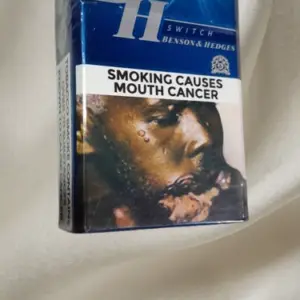 H
SWITCH
BENSON & HEDGES
SMOKING CAUSES
MOUTH CANCER